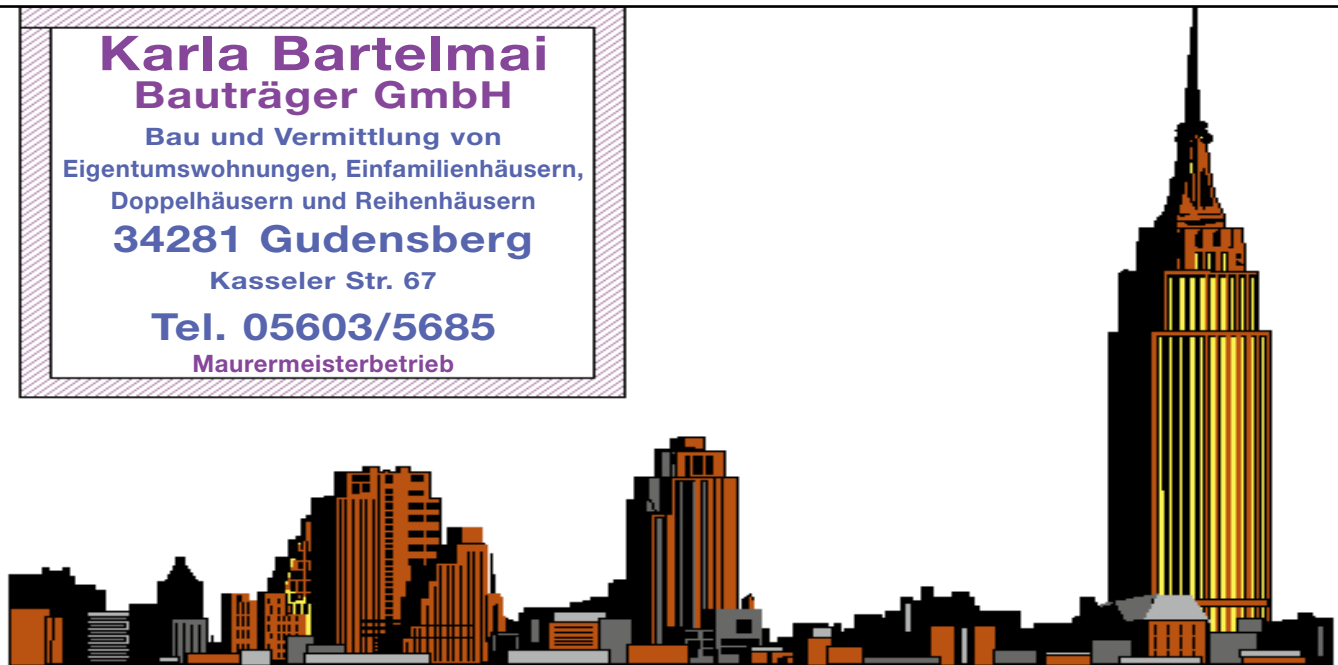 Karla Bartelmai
Bauträger GmbH
Bau und Vermittlung von
Eigentumswohnungen, Einfamilienhäusern,
Doppelhäusern und Reihenhäusern
34281 Gudensberg
Kasseler Str. 67
Tel. 05603/5685
Maurermeisterbetrieb